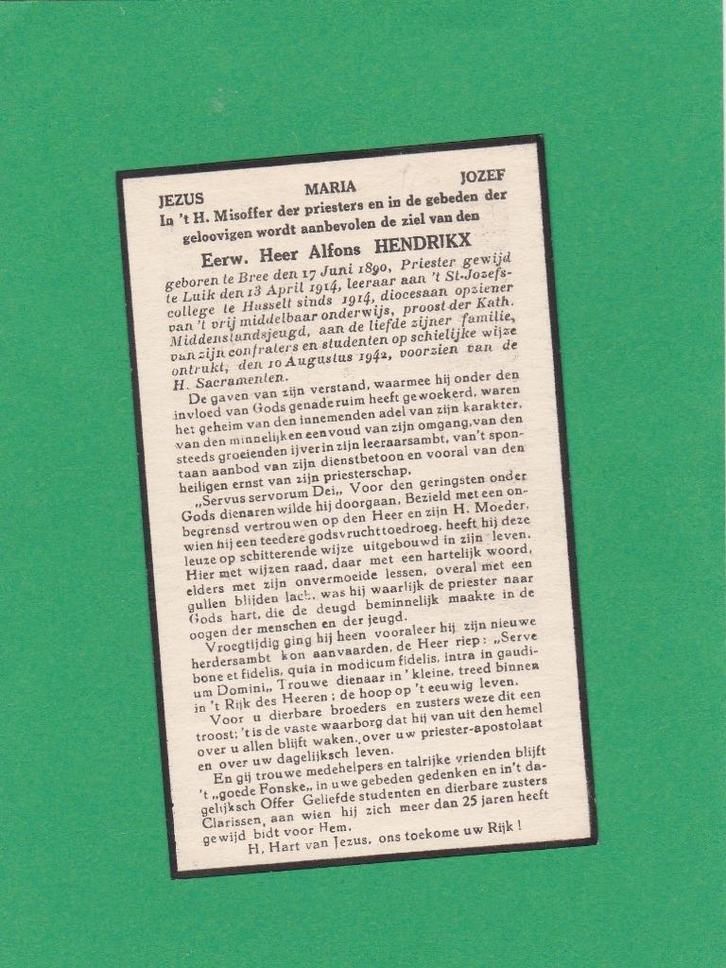 JEZUS MARIA JOZEF
In 't H. Misoffer der priesters en in de gebeden der
geloovigen wordt aanbevolen de ziel van den
Eerw. Heer Alfons HENDRIKX
geboren te Bree den 17 Juni 1890, Priester gewijd
te Luik den 13 April 1914, leeraar aan 't St-Jozefs-
college te Hasselt sinds 1914, diocesaan opziener
van 't vrij middelbaar onderwijs, proost der Kath.
Middenstandsjeugd, aan de liefde zijner familie,
van zijn confraters en studenten op schielijke wijze
ontrukt, den 10 Augustus 1942, voorzien van de
H. Sacramenten.
De gaven van zijn verstand, waarmee hij onder den
invloed van Gods genaderuim heeft gewoekerd, waren
het geheim van den innemenden adel van zijn karakter,
van den minnelijken eenvoud van zijn omgang, van den
steeds groeienden ijver in zijn leeraarsambt, van 't spon-
taan aanbod van zijn dienstbetoon en vooral van den
heiligen ernst van zijn priesterschap.
„Servus servorum Dei„ Voor den geringsten onder
Gods dienaren wilde hij doorgaan. Bezield met een on-
begrensd vertrouwen op den Heer en zijn H. Moeder,
wien hij een teedere godsvrucht toedroeg, heeft hij deze
leuze op schitterende wijze uitgebouwd in zijn leven.
Hier met wijzen raad, daar met een hartelijk woord,
elders met zijn onvermoeide lessen, overal met een
gullen blijden lach, was hij waarlijk de priester naar
Gods hart, die de deugd beminnelijk maakte in de
oogen der menschen en der jeugd.
Vroegtijdig ging hij heen vooraleer hij zijn nieuwe
herdersambt kon aanvaarden, de Heer riep: „Serve
bone et fidelis, quia in modicum fidelis, intra in gaudi-
um Domini„ Trouwe dienaar in 't kleine, treed binnen
in 't Rijk des Heeren; de hoop op 't eeuwig leven.
Voor u dierbare broeders en zusters weze dit een
troost; 't is de vaste waarborg dat hij van uit den hemel
over u allen blijft waken, over uw priester-apostolaat
en over uw dagelijksch leven.
En gij trouwe medehelpers en talrijke vrienden blijft
't „goede Fonske„ in uwe gebeden gedenken en in 't da-
gelijksch Offer Geliefde studenten en dierbare zusters
Clarissen, aan wien hij zich meer dan 25 jaren heeft
gewijd bidt voor Hem.
H. Hart van Jezus, ons toekome uw Rijk!